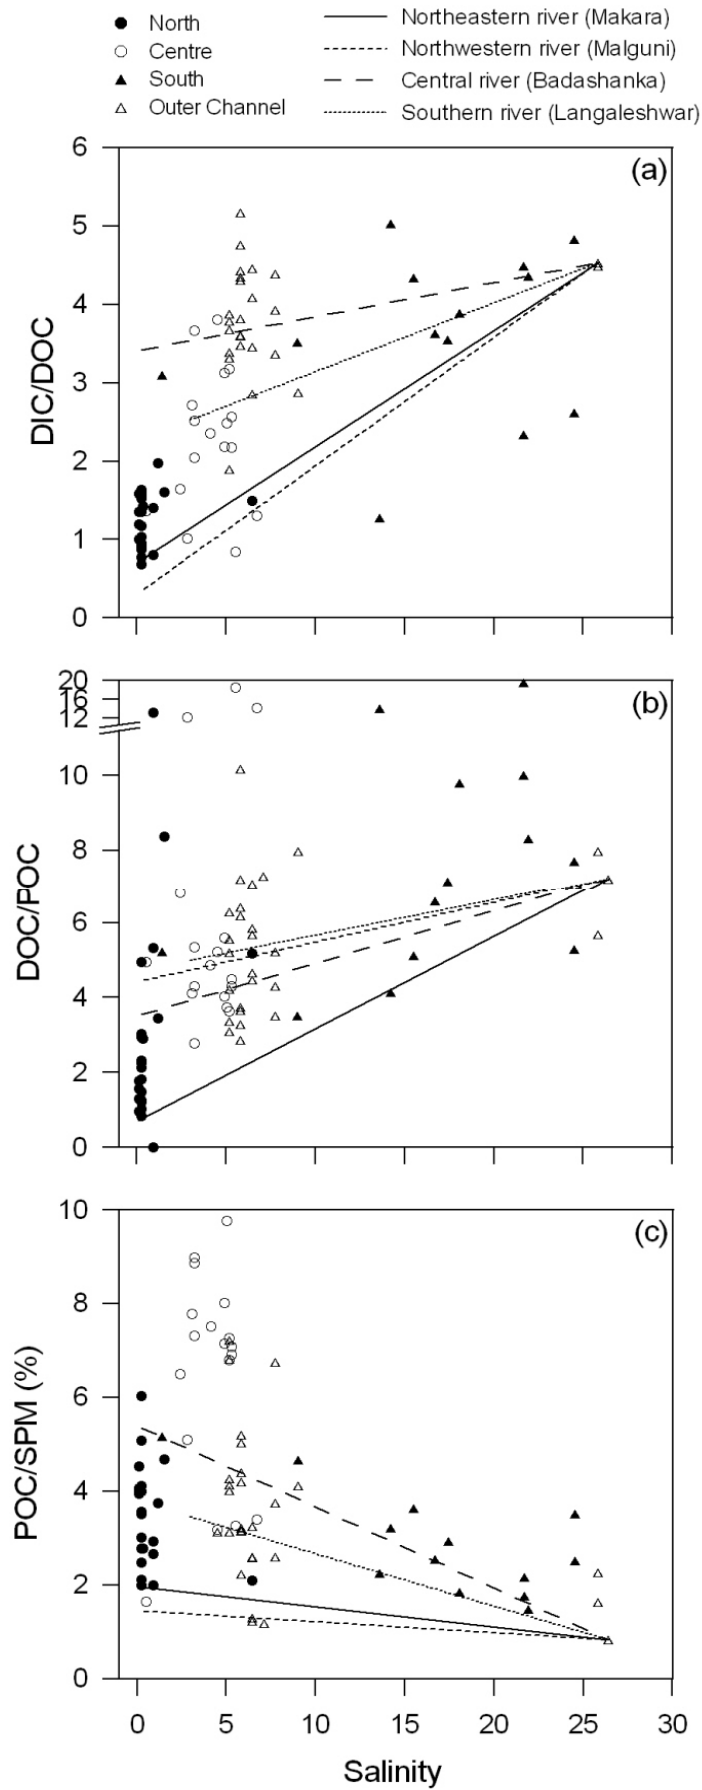 North
Centre
South
Outer Channel
Northeastern river (Makara)
Northwestern river (Malguni)
Central river (Badashanka)
Southern river (Langaleshwar)
(a)
6
5
4
3
2
1
0
DIC/DOC
(b)
20
16
12
10
8
6
4
2
0
DOC/POC
(c)
10
8
6
4
2
0
POC/SPM (%)
0 5 10 15 20 25 30
Salinity